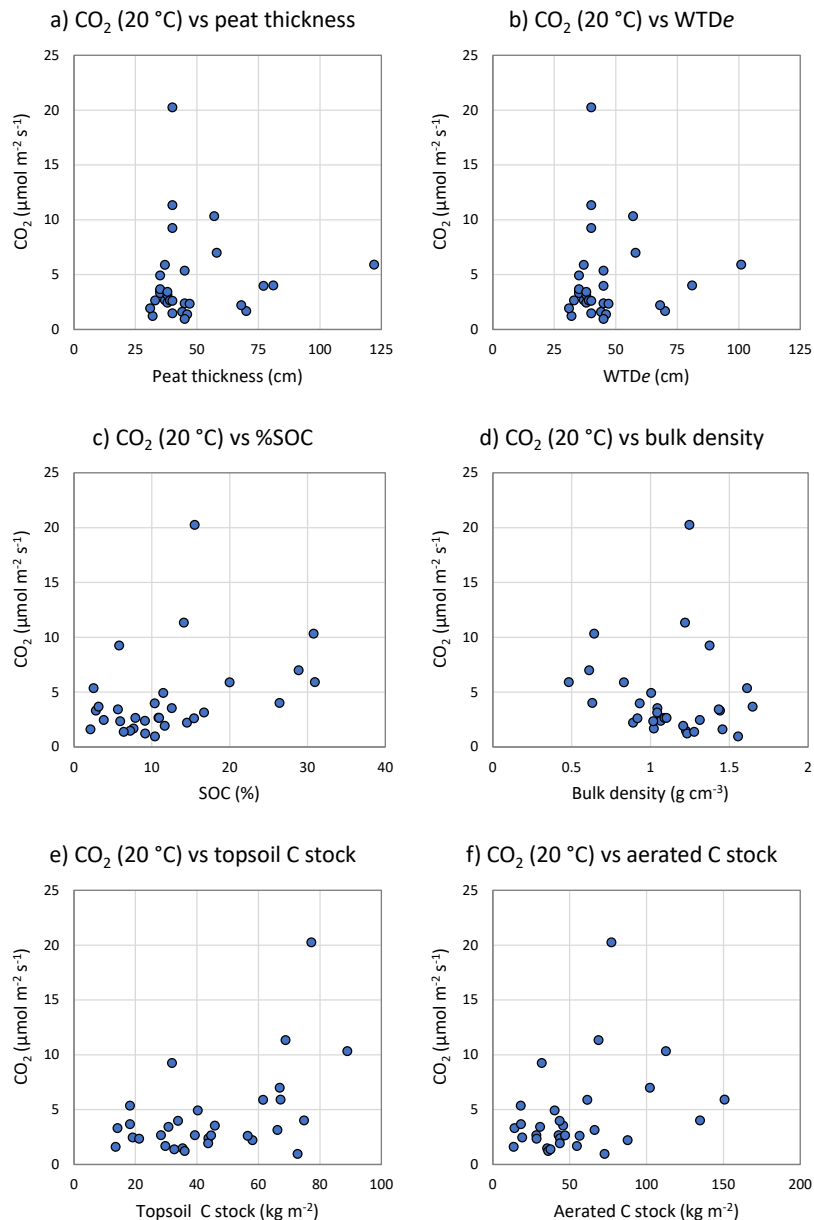 a) CO₂ (20 °C) vs peat thickness
25
20
15
10
5
0
CO₂ (µmol m⁻² s⁻¹)
0 25 50 75 100 125
Peat thickness (cm)
b) CO₂ (20 °C) vs WTDe
25
20
15
10
5
0
CO₂ (µmol m⁻² s⁻¹)
0 25 50 75 100 125
WTDe (cm)
c) CO₂ (20 °C) vs %SOC
25
20
15
10
5
0
CO₂ (µmol m⁻² s⁻¹)
0 10 20 30 40
SOC (%)
d) CO₂ (20 °C) vs bulk density
25
20
15
10
5
0
CO₂ (µmol m⁻² s⁻¹)
0 0.5 1 1.5 2
Bulk density (g cm⁻³)
e) CO₂ (20 °C) vs topsoil C stock
25
20
15
10
5
0
CO₂ (µmol m⁻² s⁻¹)
0 20 40 60 80 100
Topsoil C stock (kg m⁻²)
f) CO₂ (20 °C) vs aerated C stock
25
20
15
10
5
0
CO₂ (µmol m⁻² s⁻¹)
0 50 100 150 200
Aerated C stock (kg m⁻²)